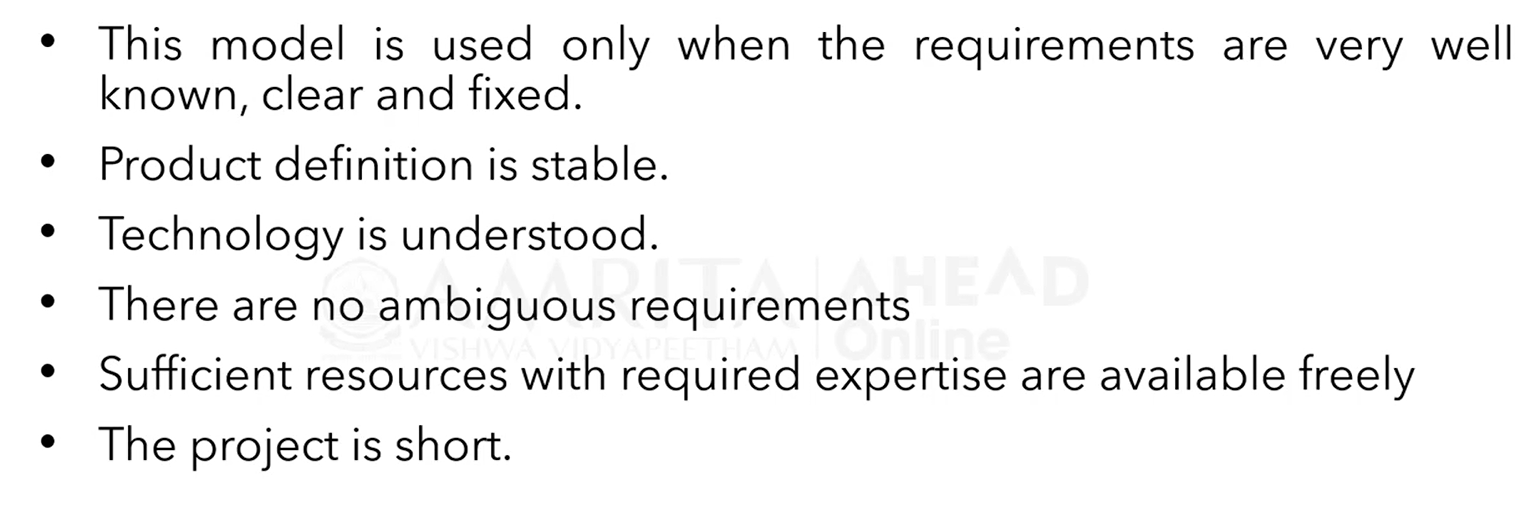 • This model is used only when the requirements are very well
known, clear and fixed.
• Product definition is stable.
• Technology is understood.
• There are no ambiguous requirements
AMRITA AHEAD
VISHWA VIDYAPEETHAM Online
• Sufficient resources with required expertise are available freely
• The project is short.